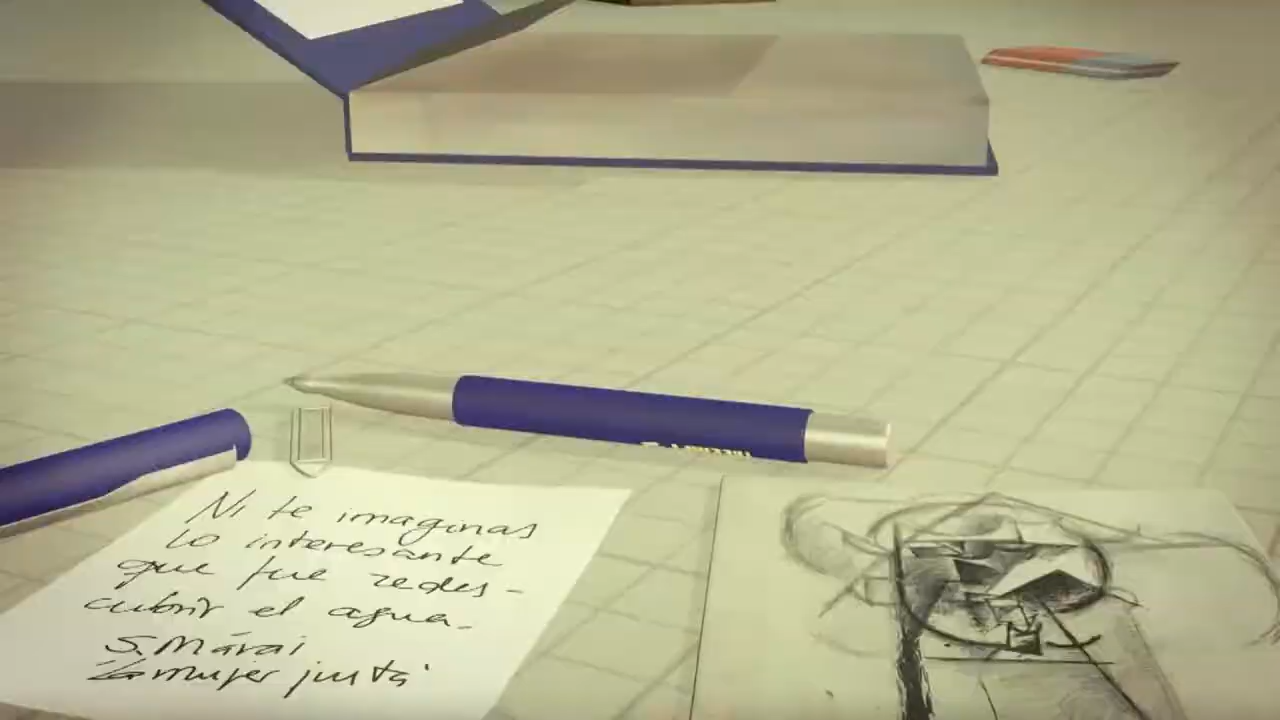 Ni te imaginas
lo interesante
que fue redes-
cubrir el agua.
S. Márai
La mujer justa